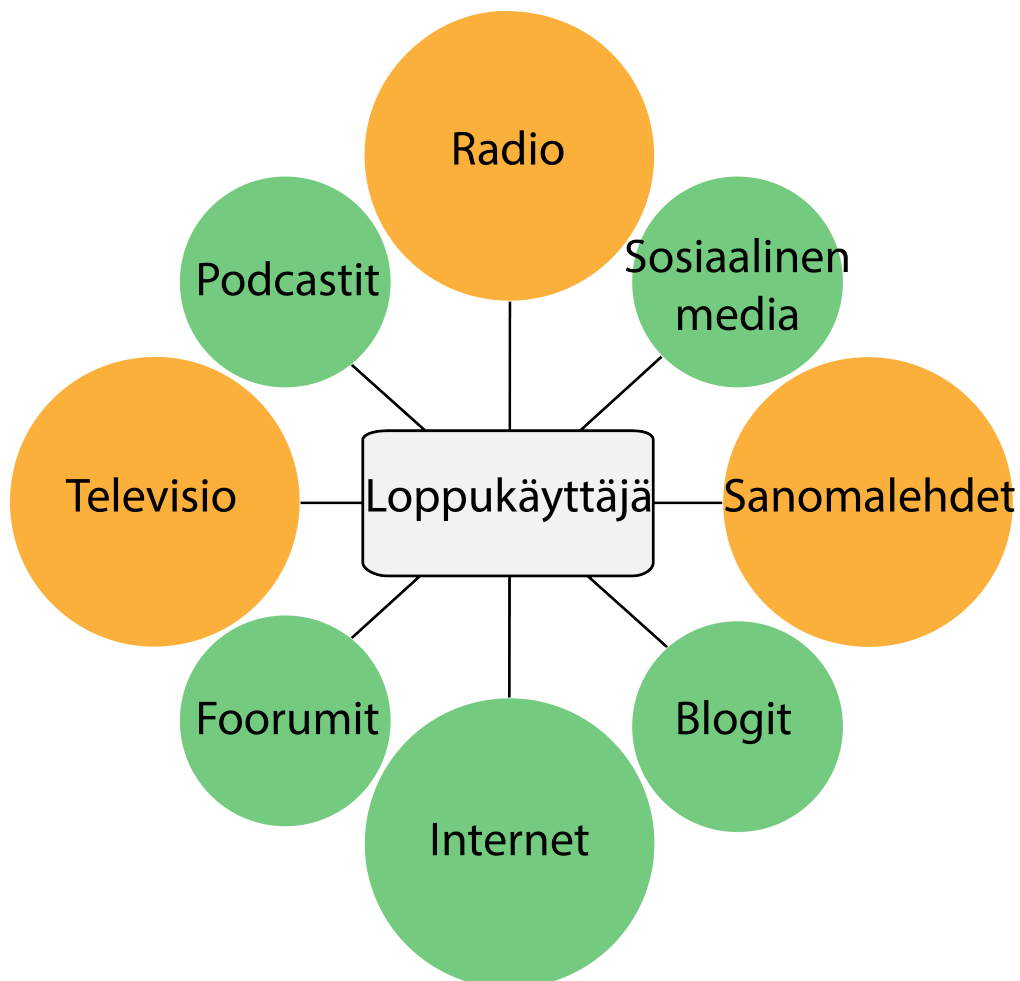 Radio
Podcastit
Sosiaalinen
media
Televisio
Loppukäyttäjä
Sanomalehdet
Foorumit
Blogit
Internet